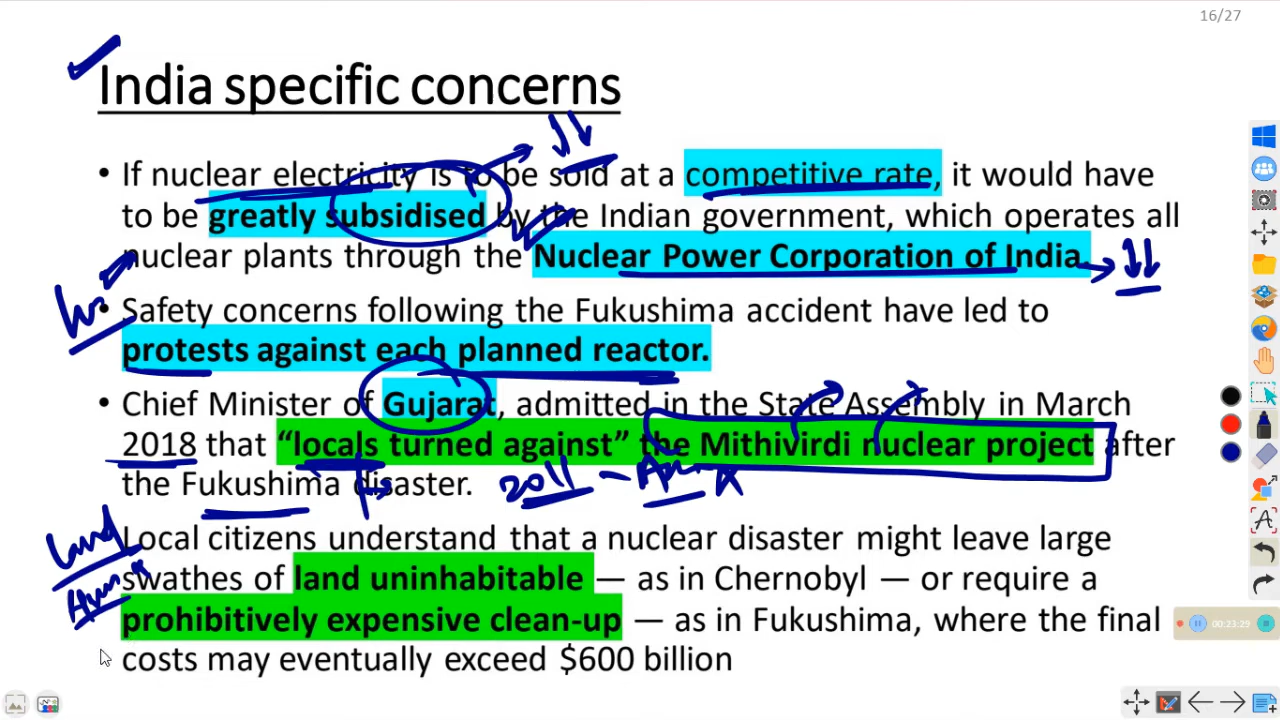 16/27
India specific concerns
• If nuclear electricity is to be sold at a competitive rate, it would have
to be greatly subsidised by the Indian government, which operates all
nuclear plants through the Nuclear Power Corporation of India.
• Safety concerns following the Fukushima accident have led to
protests against each planned reactor.
• Chief Minister of Gujarat, admitted in the State Assembly in March
2018 that “locals turned against” the Mithivirdi nuclear project after
the Fukushima disaster.
2011
Land
Local citizens understand that a nuclear disaster might leave large
swathes of land uninhabitable — as in Chernobyl — or require a
prohibitively expensive clean-up — as in Fukushima, where the final
00:23:29
costs may eventually exceed $600 billion